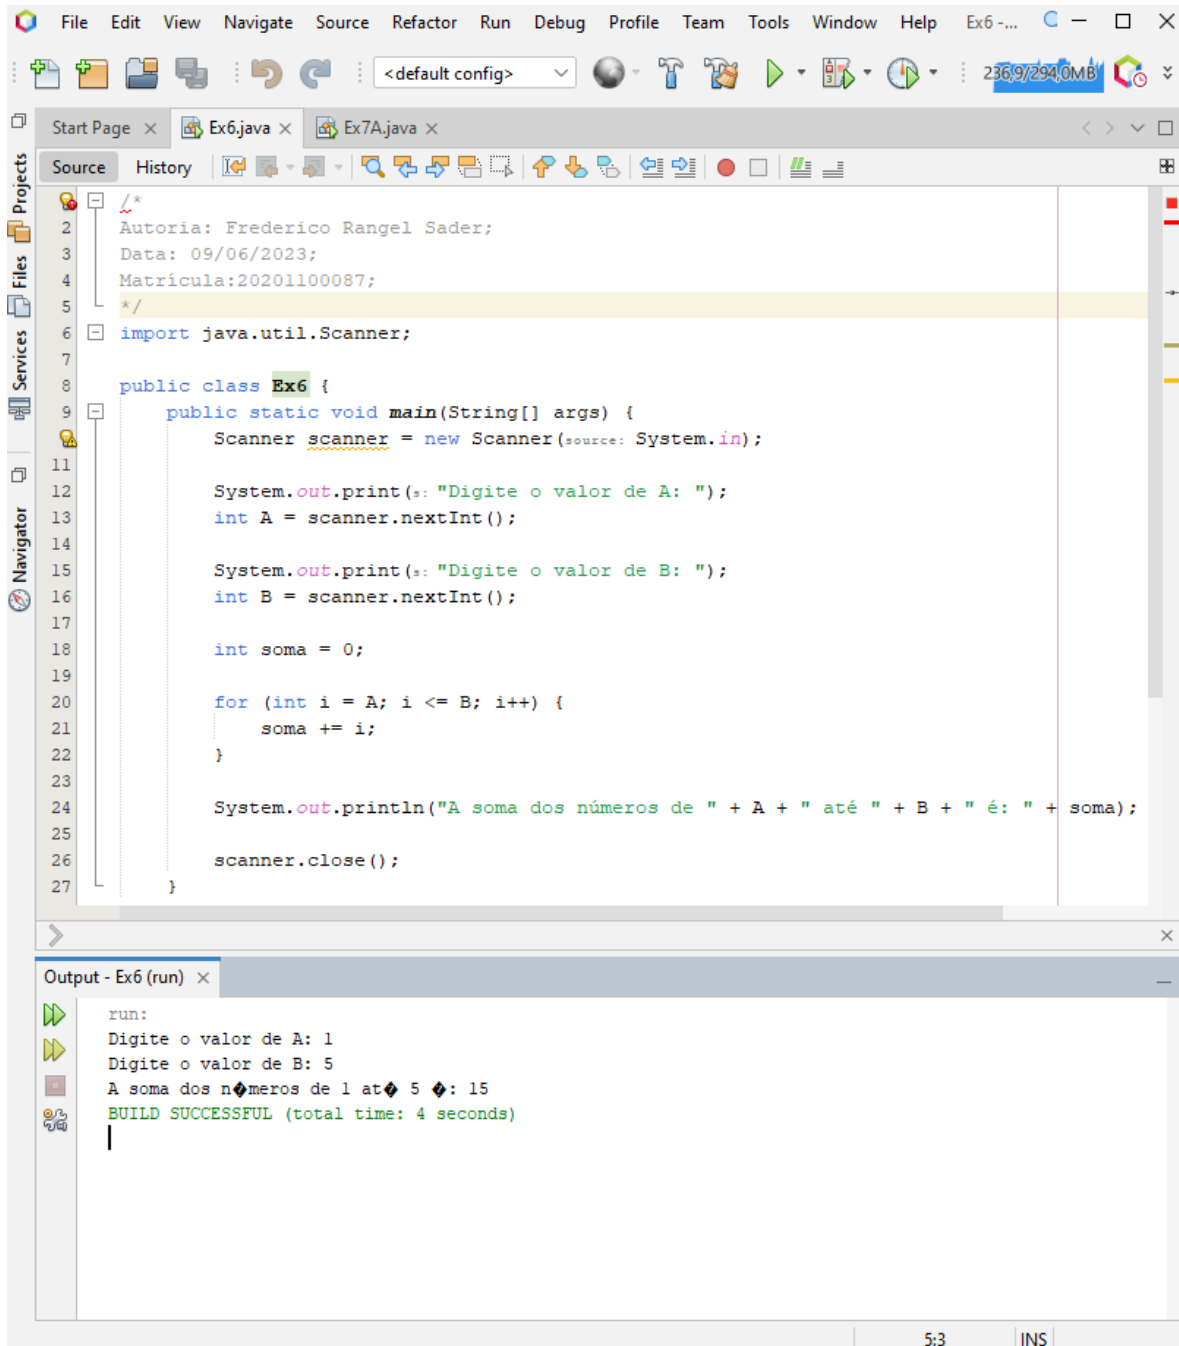 File Edit View Navigate Source Refactor Run Debug Profile Team Tools Window Help Ex6 -...
<default config>
236,9/294,0MB
Start Page
Ex6.java
Ex7A.java
Source
History
Projects
Files
Services
Navigator
/*
2 Autoria: Frederico Rangel Sader;
3 Data: 09/06/2023;
4 Matrícula:20201100087;
5 */
6 import java.util.Scanner;
7
8 public class Ex6 {
9 public static void main(String[] args) {
Scanner scanner = new Scanner(source: System.in);
11
12 System.out.print(s: "Digite o valor de A: ");
13 int A = scanner.nextInt();
14
15 System.out.print(s: "Digite o valor de B: ");
16 int B = scanner.nextInt();
17
18 int soma = 0;
19
20 for (int i = A; i <= B; i++) {
21 soma += i;
22 }
23
24 System.out.println("A soma dos números de " + A + " até " + B + " é: " + soma);
25
26 scanner.close();
27 }
Output - Ex6 (run)
run:
Digite o valor de A: 1
Digite o valor de B: 5
A soma dos n�meros de 1 at� 5 �: 15
BUILD SUCCESSFUL (total time: 4 seconds)
5:3 INS